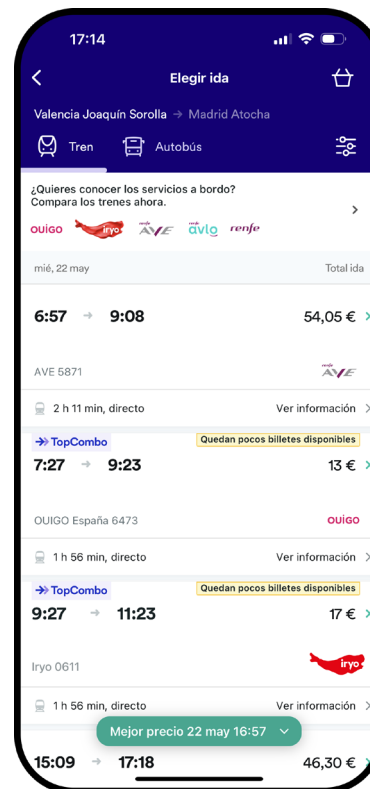 17:14
Elegir ida
Valencia Joaquín Sorolla → Madrid Atocha
Tren Autobús
¿Quieres conocer los servicios a bordo?
Compara los trenes ahora.
OUIGO iryo renfe AVE renfe avlo renfe
mié, 22 may Total ida
6:57 → 9:08 54,05 €
AVE 5871 renfe AVE
2 h 11 min, directo Ver información
TopCombo Quedan pocos billetes disponibles
7:27 → 9:23 13 €
OUIGO España 6473 OUIGO
1 h 56 min, directo Ver información
TopCombo Quedan pocos billetes disponibles
9:27 → 11:23 17 €
Iryo 0611 iryo
1 h 56 min, directo Ver información
Mejor precio 22 may 16:57
15:09 → 17:18 46,30 €